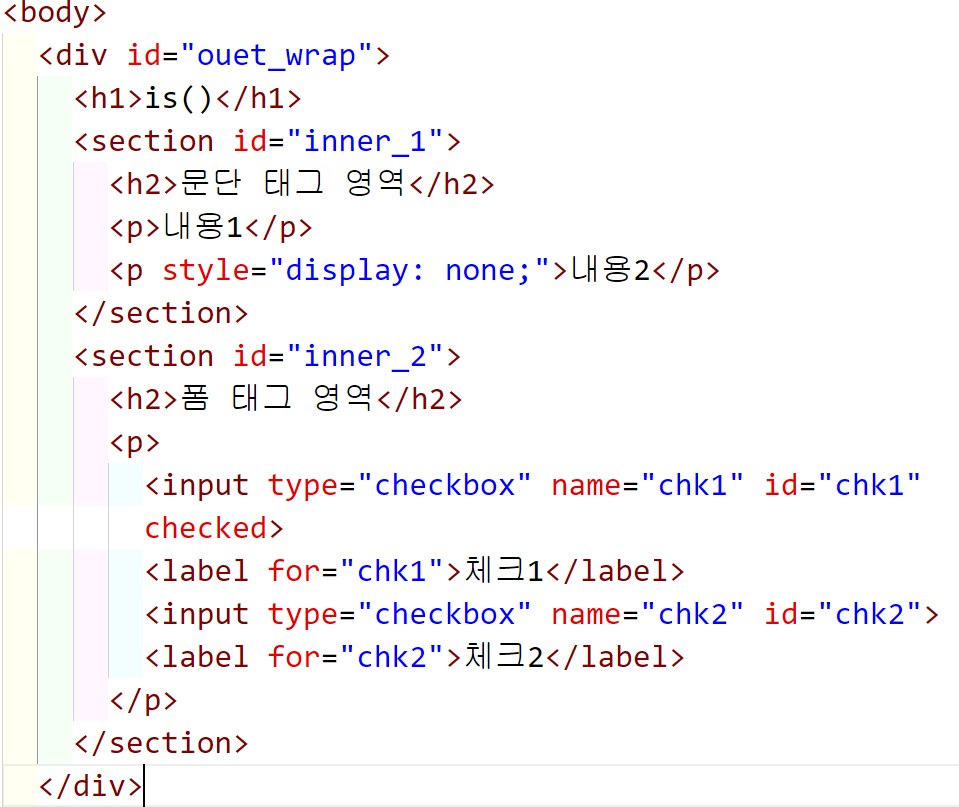 <body>
<div id="ouet_wrap">
<h1>is()</h1>
<section id="inner_1">
<h2>문단 태그 영역</h2>
<p>내용1</p>
<p style="display: none;">내용2</p>
</section>
<section id="inner_2">
<h2>폼 태그 영역</h2>
<p>
<input type="checkbox" name="chk1" id="chk1"
checked>
<label for="chk1">체크1</label>
<input type="checkbox" name="chk2" id="chk2">
<label for="chk2">체크2</label>
</p>
</section>
</div>